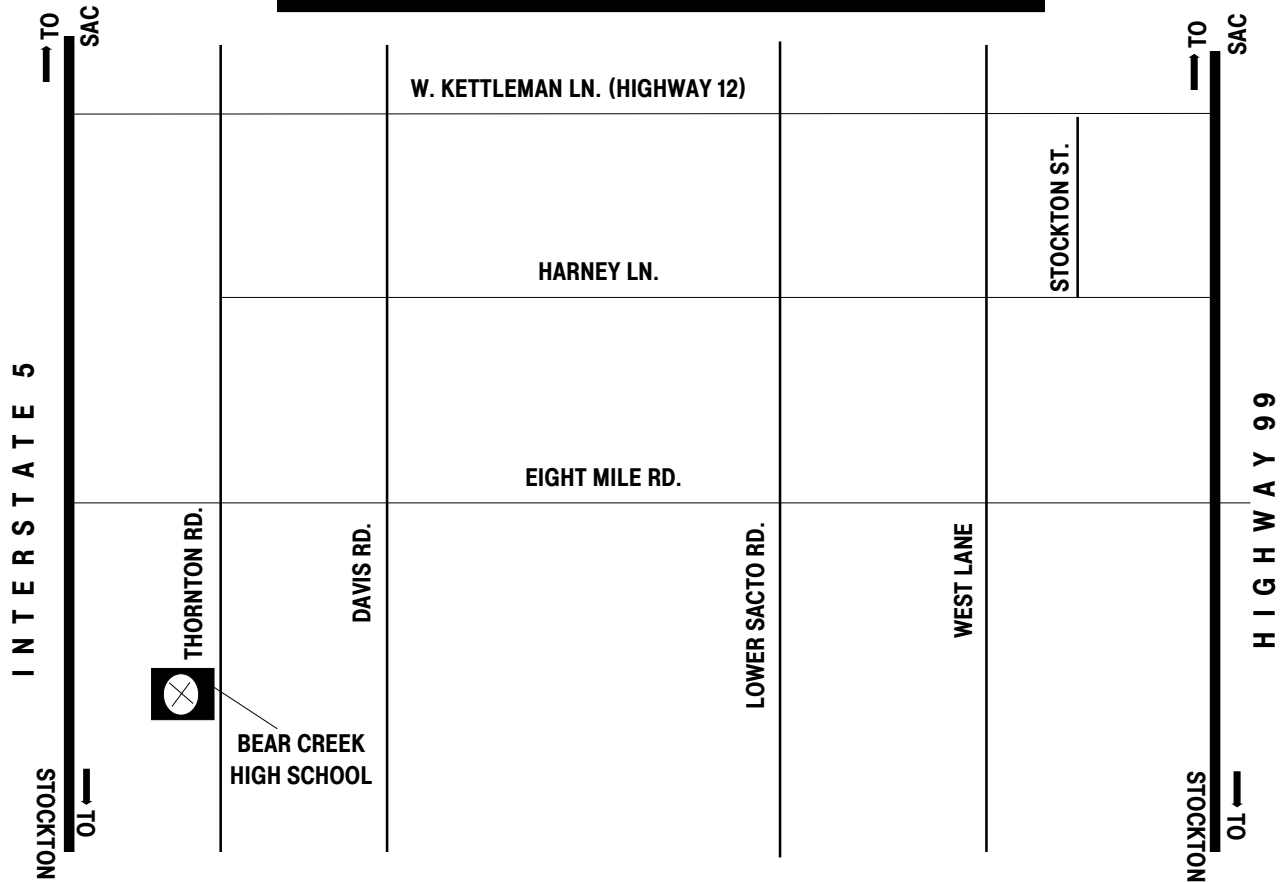 TO
SAC
TO
SAC
W. KETTLEMAN LN. (HIGHWAY 12)
STOCKTON ST.
HARNEY LN.
INTERSTATE 5
HIGHWAY 99
EIGHT MILE RD.
THORNTON RD.
DAVIS RD.
LOWER SACTO RD.
WEST LANE
BEAR CREEK
HIGH SCHOOL
TO
STOCKTON
TO
STOCKTON